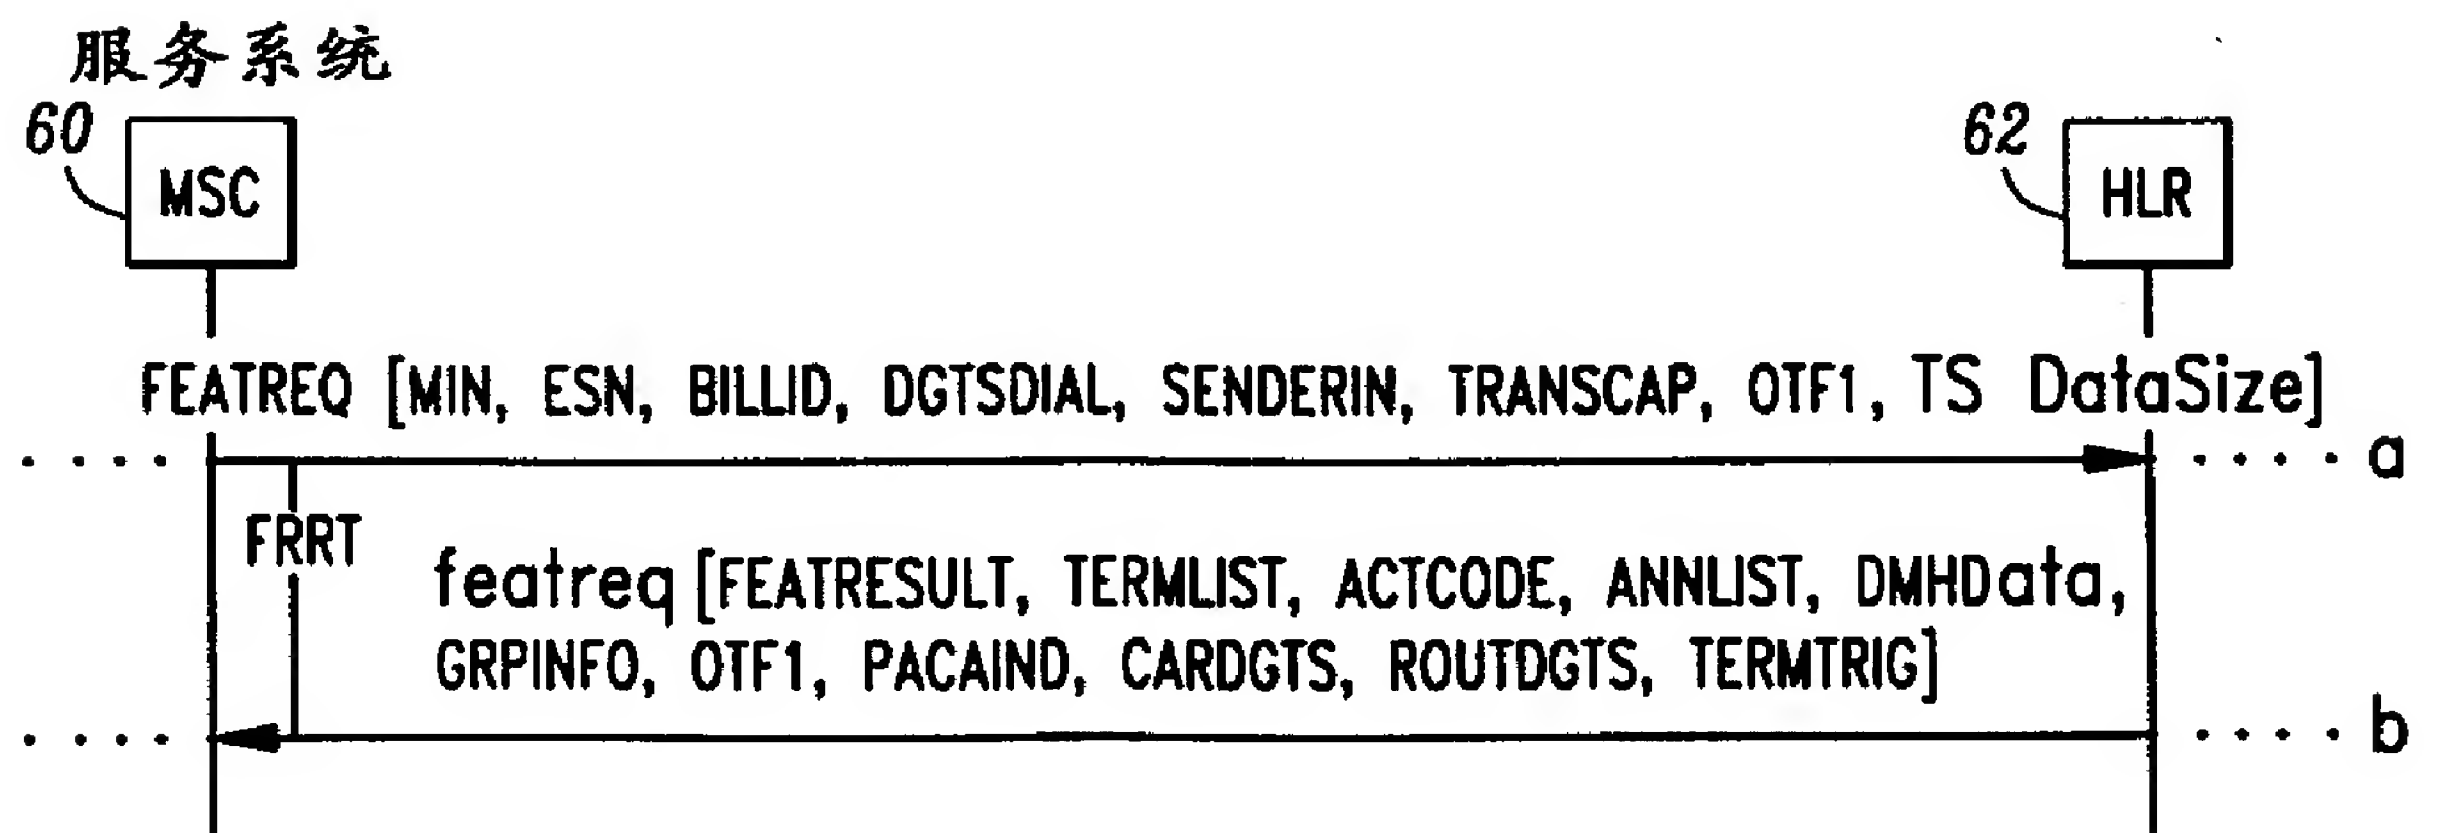 服务系统
60
MSC
62
HLR
FEATREQ [MIN, ESN, BILLID, DGTSDIAL, SENDERIN, TRANSCAP, OTF1, TS DataSize]
a
FRRT
featreq [FEATRESULT, TERMLIST, ACTCODE, ANNLIST, DMHData,
GRPINFO, OTF1, PACAIND, CARDGTS, ROUTDGTS, TERMTRIG]
b